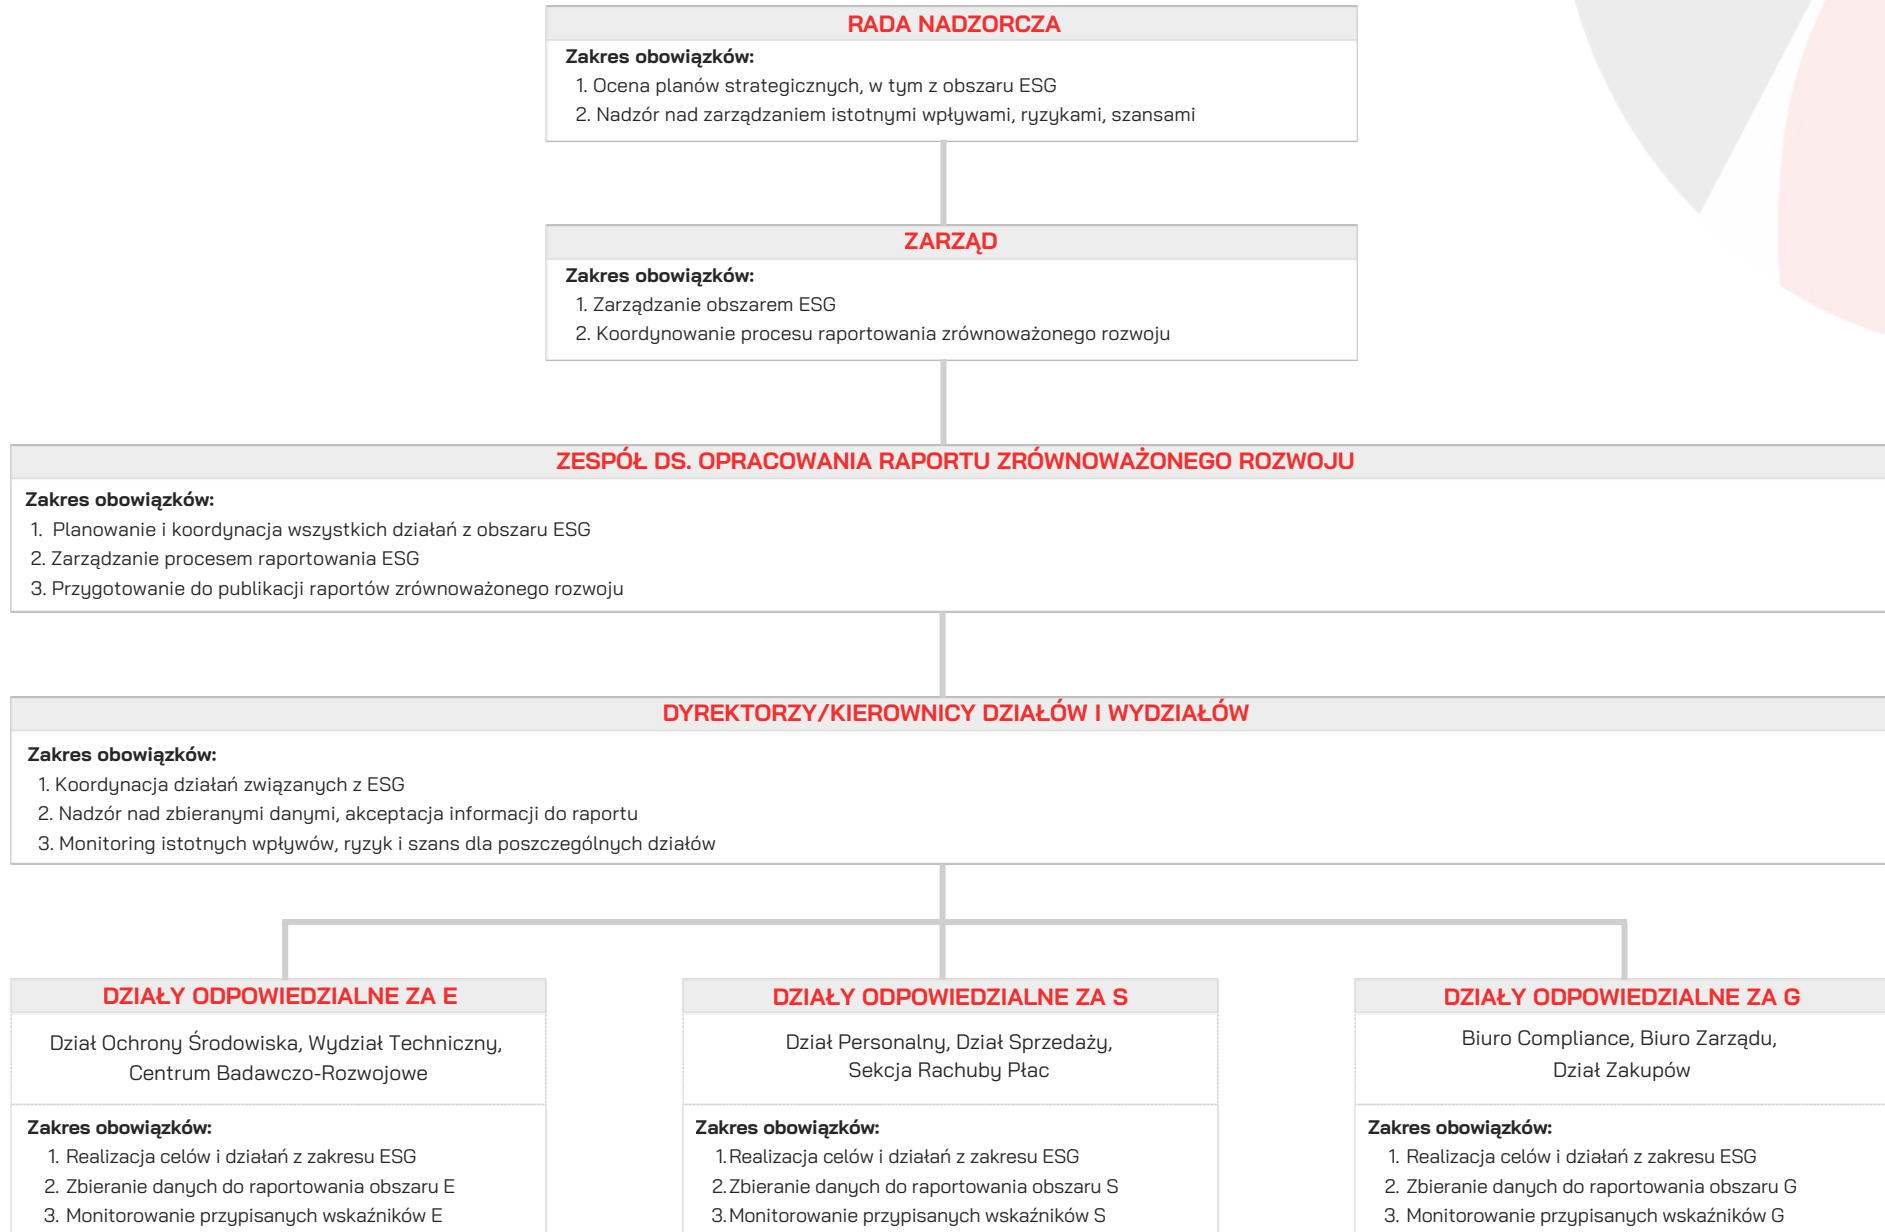 RADA NADZORCZA
Zakres obowiązków:
1. Ocena planów strategicznych, w tym z obszaru ESG
2. Nadzór nad zarządzaniem istotnymi wpływami, ryzykami, szansami
ZARZĄD
Zakres obowiązków:
1. Zarządzanie obszarem ESG
2. Koordynowanie procesu raportowania zrównoważonego rozwoju
ZESPÓŁ DS. OPRACOWANIA RAPORTU ZRÓWNOWAŻONEGO ROZWOJU
Zakres obowiązków:
1. Planowanie i koordynacja wszystkich działań z obszaru ESG
2. Zarządzanie procesem raportowania ESG
3. Przygotowanie do publikacji raportów zrównoważonego rozwoju
DYREKTORZY/KIEROWNICY DZIAŁÓW I WYDZIAŁÓW
Zakres obowiązków:
1. Koordynacja działań związanych z ESG
2. Nadzór nad zbieranymi danymi, akceptacja informacji do raportu
3. Monitoring istotnych wpływów, ryzyk i szans dla poszczególnych działów
DZIAŁY ODPOWIEDZIALNE ZA E
Dział Ochrony Środowiska, Wydział Techniczny,
Centrum Badawczo-Rozwojowe
Zakres obowiązków:
1. Realizacja celów i działań z zakresu ESG
2. Zbieranie danych do raportowania obszaru E
3. Monitorowanie przypisanych wskaźników E
DZIAŁY ODPOWIEDZIALNE ZA S
Dział Personalny, Dział Sprzedaży,
Sekcja Rachuby Płac
Zakres obowiązków:
1. Realizacja celów i działań z zakresu ESG
2. Zbieranie danych do raportowania obszaru S
3. Monitorowanie przypisanych wskaźników S
DZIAŁY ODPOWIEDZIALNE ZA G
Biuro Compliance, Biuro Zarządu,
Dział Zakupów
Zakres obowiązków:
1. Realizacja celów i działań z zakresu ESG
2. Zbieranie danych do raportowania obszaru G
3. Monitorowanie przypisanych wskaźników G